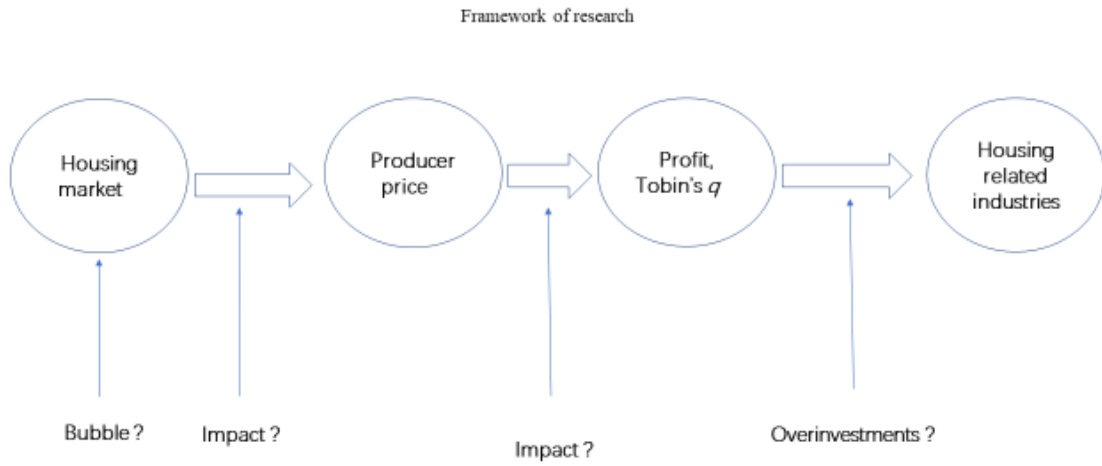 Framework of research
Housing
market
Producer
price
Profit,
Tobin's q
Housing
related
industries
Bubble ?
Impact ?
Impact ?
Overinvestments ?